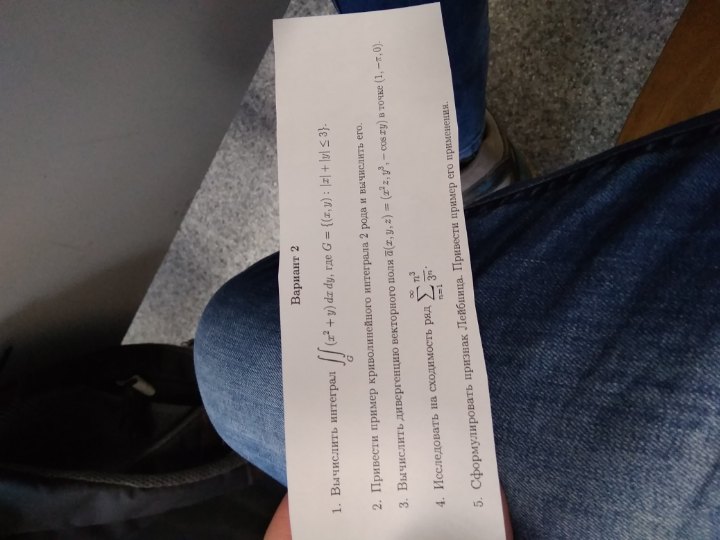 Вариант 2
1. Вычислить интеграл ∬_G (x² + y) dx dy, где G = {(x, y) : |x| + |y| ≤ 3}.
2. Привести пример криволинейного интеграла 2 рода и вычислить его.
3. Вычислить дивергенцию векторного поля a̅(x, y, z) = (x²z, y³, − cos xy) в точке (1, −π, 0).
4. Исследовать на сходимость ряд ∑_{n=1}^{∞} n³/3ⁿ.
5. Сформулировать признак Лейбница. Привести пример его применения.